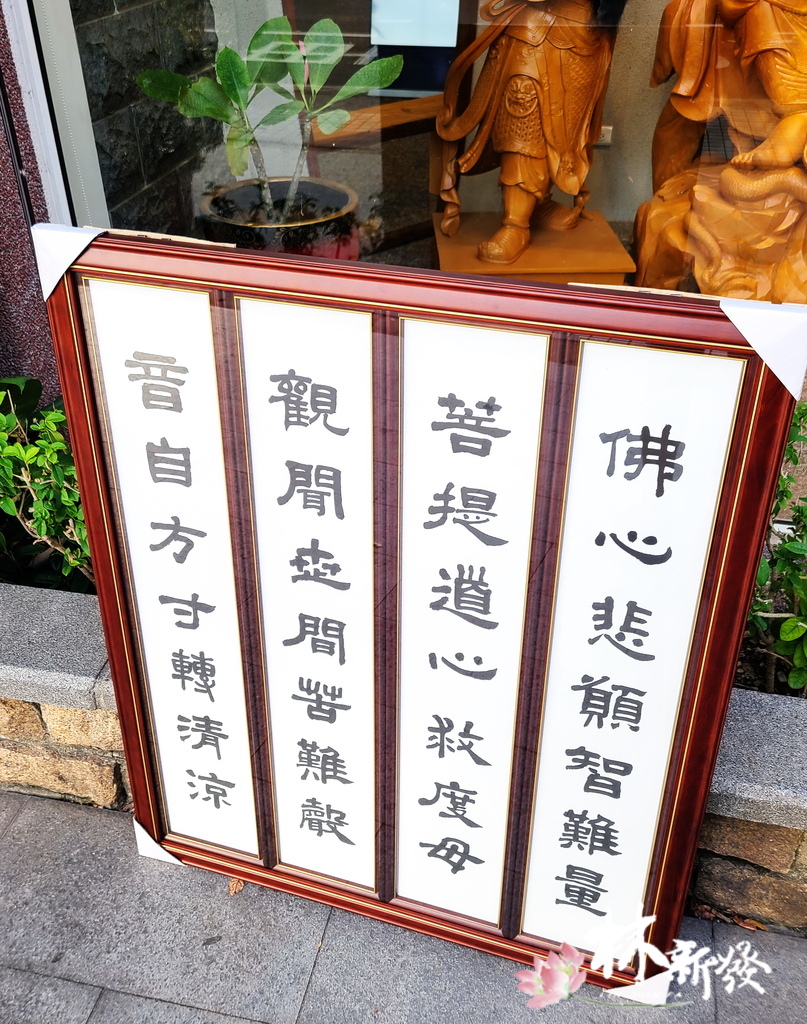 佛心悲願智難量
菩提道心救度母
觀聞世間苦難聲
音自方寸轉清涼
林新發